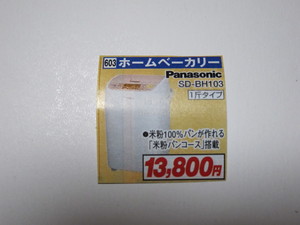 603 ホームベーカリー
Panasonic
SD-BH103
1斤タイプ
●米粉100%パンが作れる
「米粉パンコース」搭載
13,800円